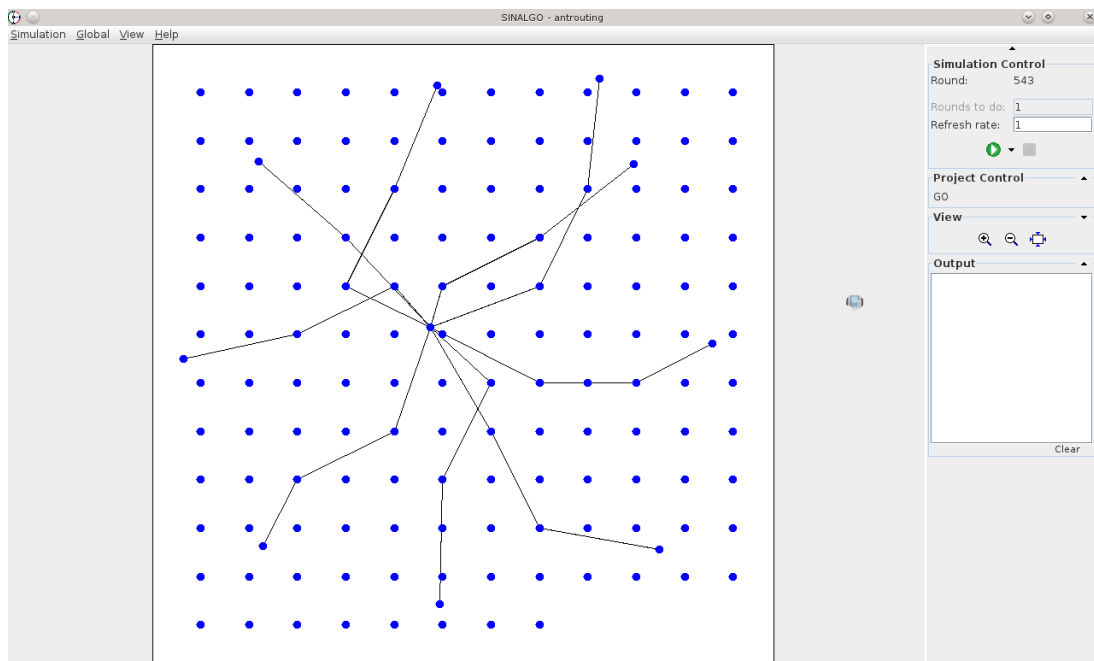 SINALGO - antrouting
Simulation Global View Help
Simulation Control
Round: 543
Rounds to do: 1
Refresh rate: 1
Project Control
GO
View
Output
Clear